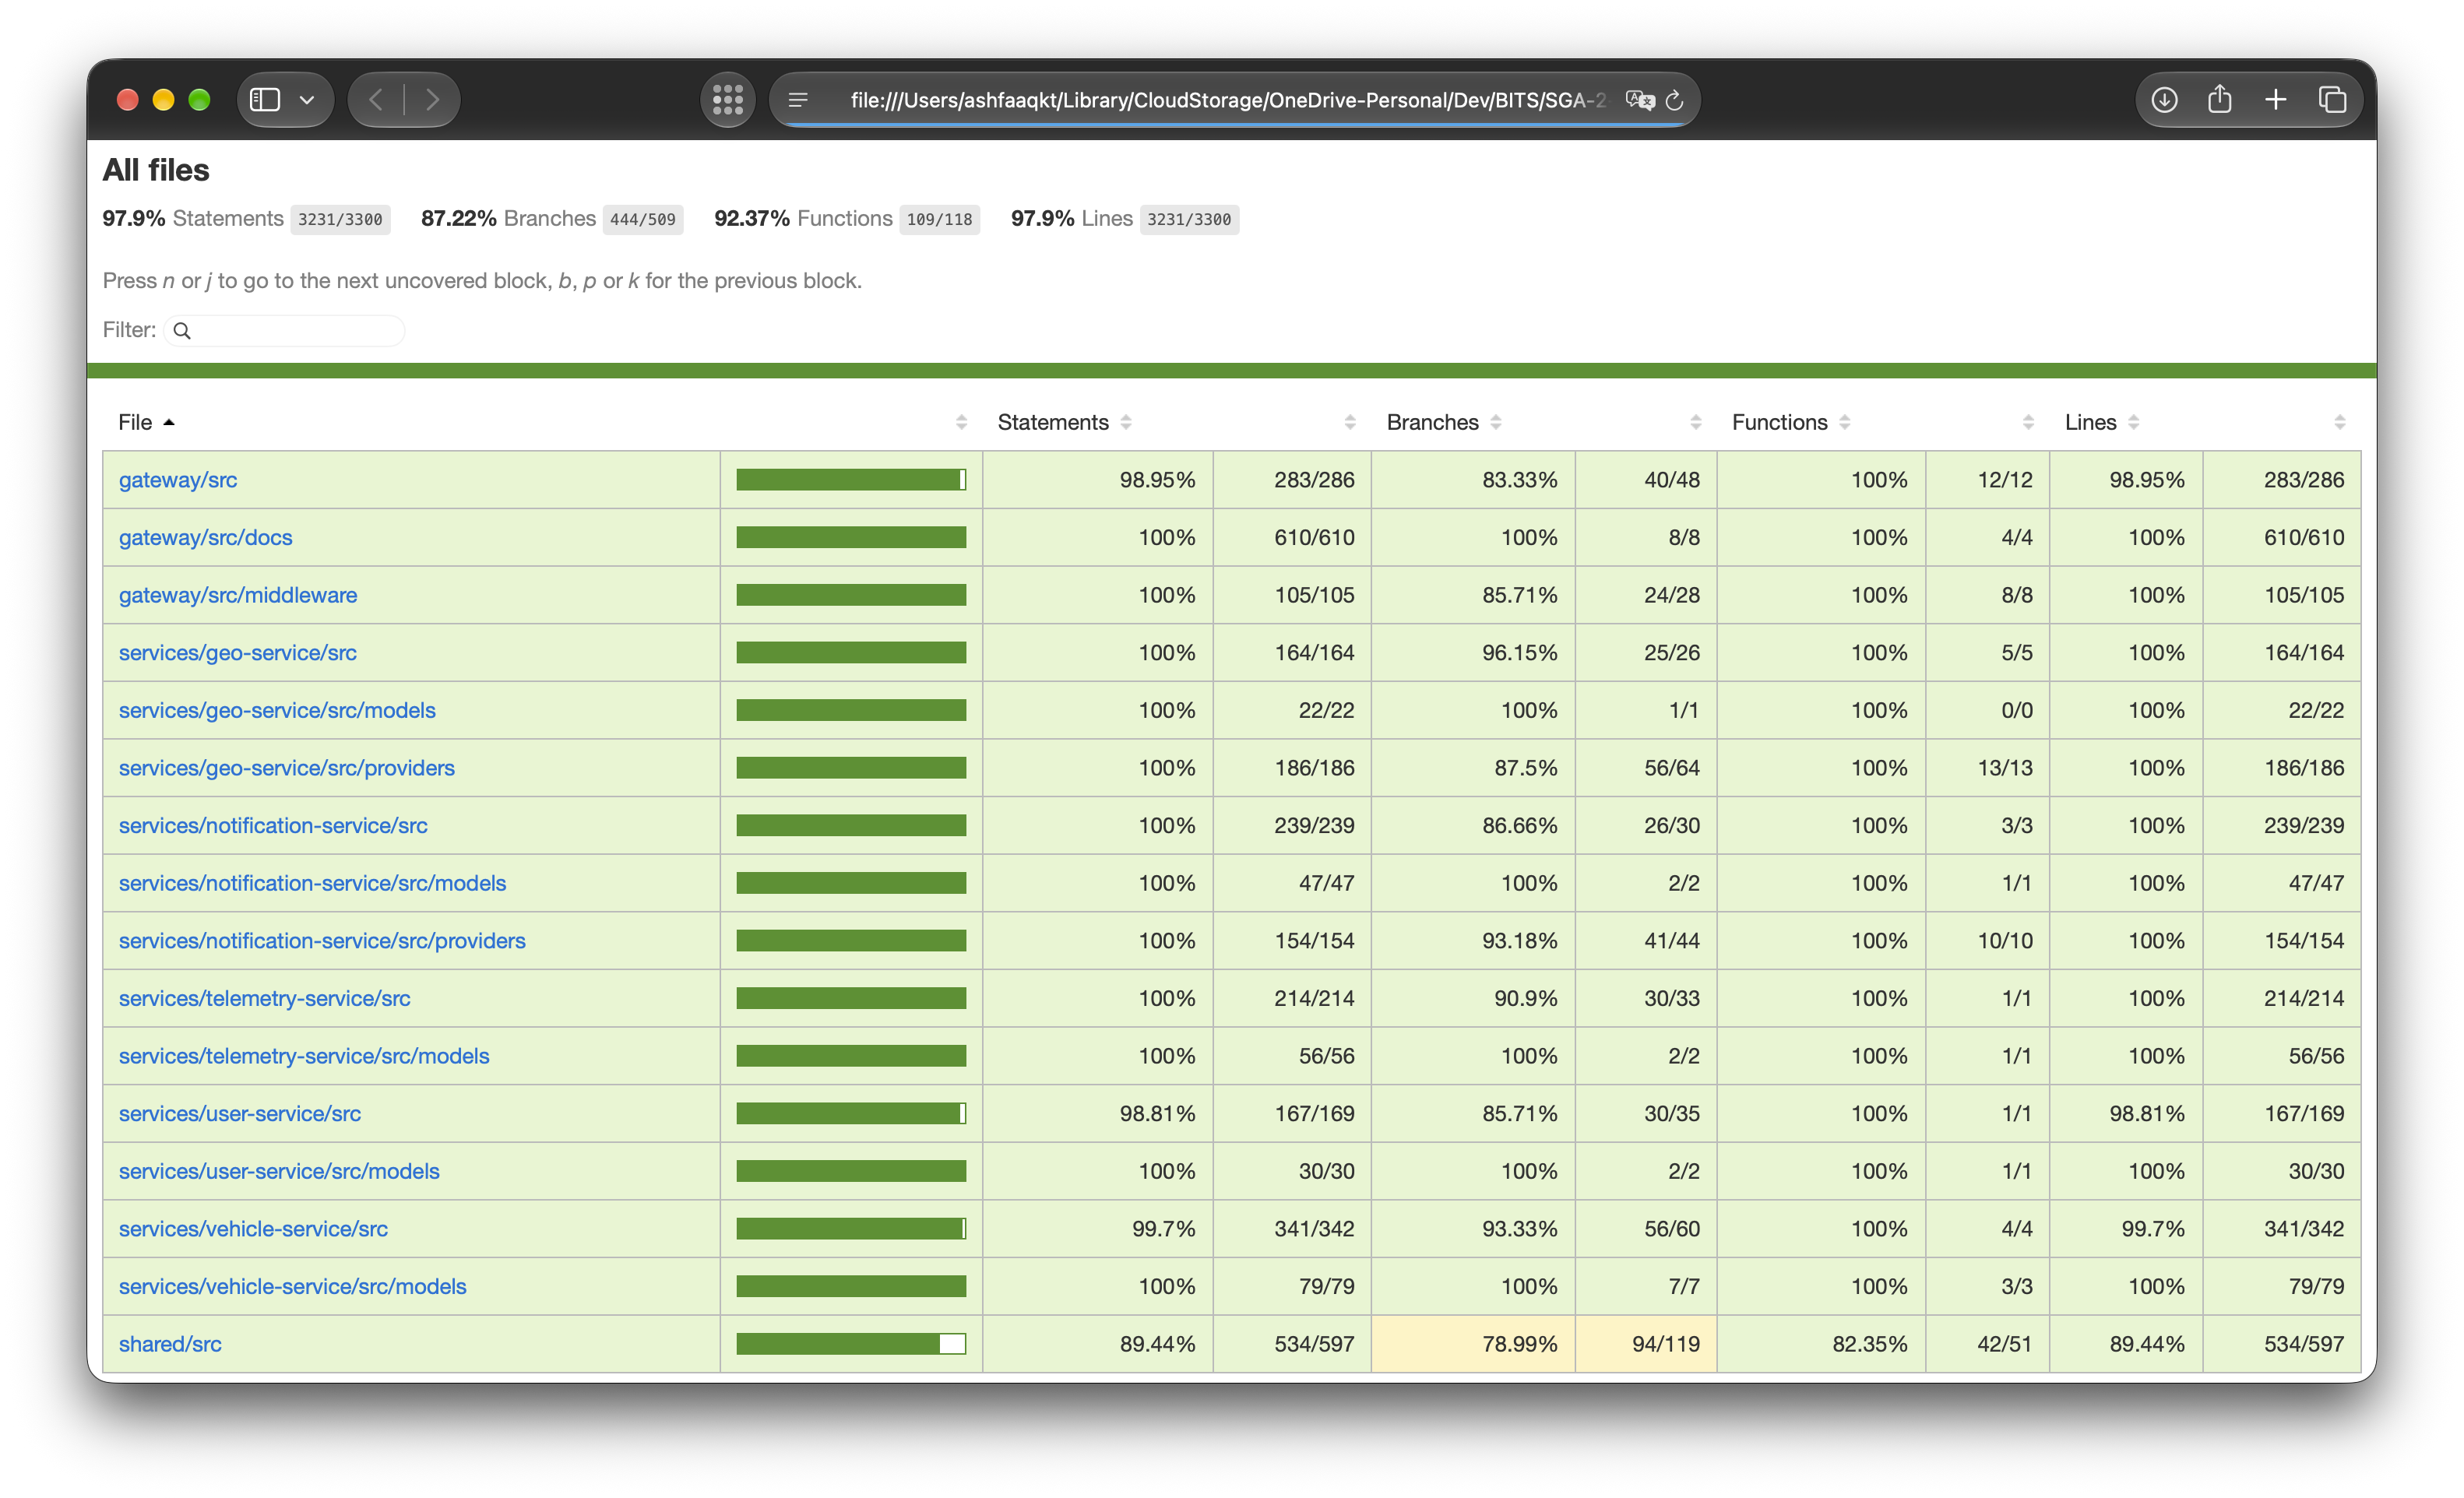 file:///Users/ashfaaqkt/Library/CloudStorage/OneDrive-Personal/Dev/BITS/SGA-2
All files
97.9% Statements 3231/3300 87.22% Branches 444/509 92.37% Functions 109/118 97.9% Lines 3231/3300
Press n or j to go to the next uncovered block, b, p or k for the previous block.
Filter:
File Statements Branches Functions Lines
gateway/src 98.95% 283/286 83.33% 40/48 100% 12/12 98.95% 283/286
gateway/src/docs 100% 610/610 100% 8/8 100% 4/4 100% 610/610
gateway/src/middleware 100% 105/105 85.71% 24/28 100% 8/8 100% 105/105
services/geo-service/src 100% 164/164 96.15% 25/26 100% 5/5 100% 164/164
services/geo-service/src/models 100% 22/22 100% 1/1 100% 0/0 100% 22/22
services/geo-service/src/providers 100% 186/186 87.5% 56/64 100% 13/13 100% 186/186
services/notification-service/src 100% 239/239 86.66% 26/30 100% 3/3 100% 239/239
services/notification-service/src/models 100% 47/47 100% 2/2 100% 1/1 100% 47/47
services/notification-service/src/providers 100% 154/154 93.18% 41/44 100% 10/10 100% 154/154
services/telemetry-service/src 100% 214/214 90.9% 30/33 100% 1/1 100% 214/214
services/telemetry-service/src/models 100% 56/56 100% 2/2 100% 1/1 100% 56/56
services/user-service/src 98.81% 167/169 85.71% 30/35 100% 1/1 98.81% 167/169
services/user-service/src/models 100% 30/30 100% 2/2 100% 1/1 100% 30/30
services/vehicle-service/src 99.7% 341/342 93.33% 56/60 100% 4/4 99.7% 341/342
services/vehicle-service/src/models 100% 79/79 100% 7/7 100% 3/3 100% 79/79
shared/src 89.44% 534/597 78.99% 94/119 82.35% 42/51 89.44% 534/597